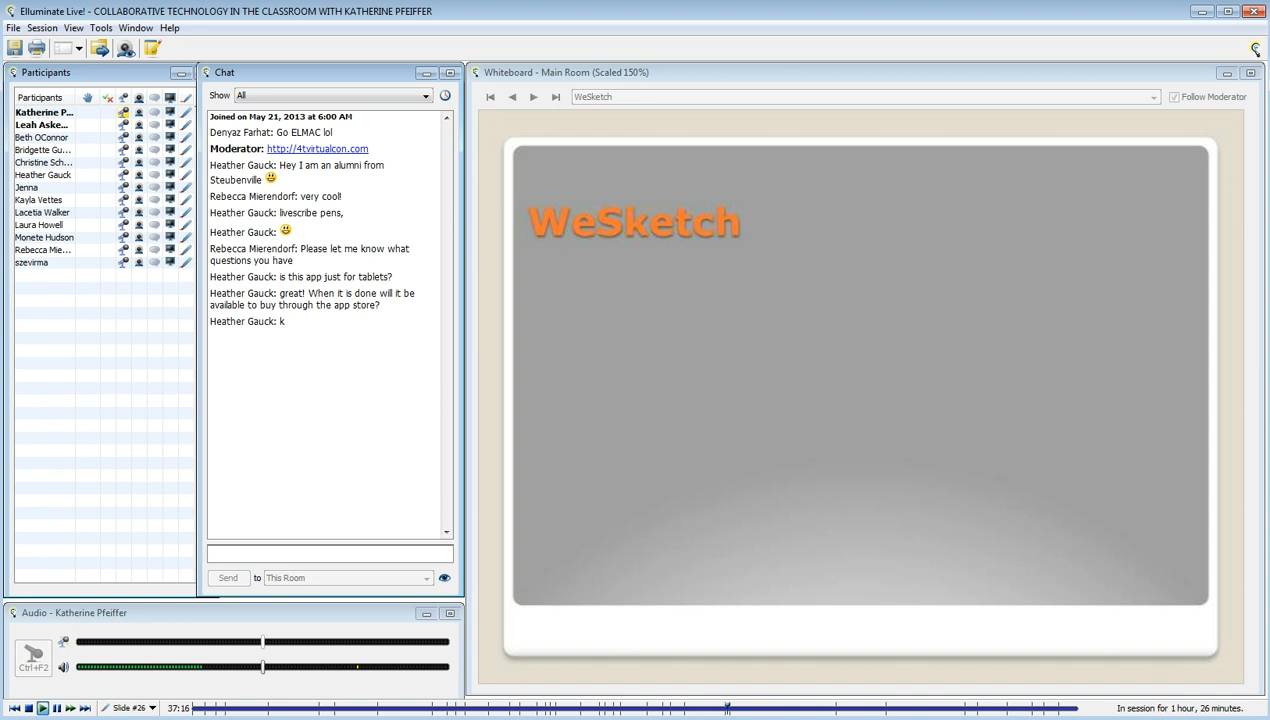 Elluminate Live! - COLLABORATIVE TECHNOLOGY IN THE CLASSROOM WITH KATHERINE PFEIFFER
File Session View Tools Window Help
Participants
Participants
Katherine P...
Leah Aske...
Beth OConnor
Bridgette Gu...
Christine Sch...
Heather Gauck
Jenna
Kayla Vettes
Lacetia Walker
Laura Howell
Monete Hudson
Rebecca Mie...
szevirma
Chat
Show All
Joined on May 21, 2013 at 6:00 AM
Denyaz Farhat: Go ELMAC lol
Moderator: http://4tvirtualcon.com
Heather Gauck: Hey I am an alumni from
Steubenville
Rebecca Mierendorf: very cool!
Heather Gauck: livescribe pens,
Heather Gauck:
Rebecca Mierendorf: Please let me know what
questions you have
Heather Gauck: is this app just for tablets?
Heather Gauck: great! When it is done will it be
available to buy through the app store?
Heather Gauck: k
Send to This Room
Audio - Katherine Pfeiffer
Ctrl+F2
Whiteboard - Main Room (Scaled 150%)
WeSketch Follow Moderator
WeSketch
Slide #26 37:16 In session for 1 hour, 26 minutes.